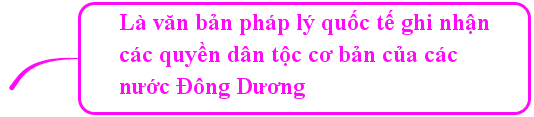 Là văn bản pháp lý quốc tế ghi nhận
các quyền dân tộc cơ bản của các
nước Đông Dương